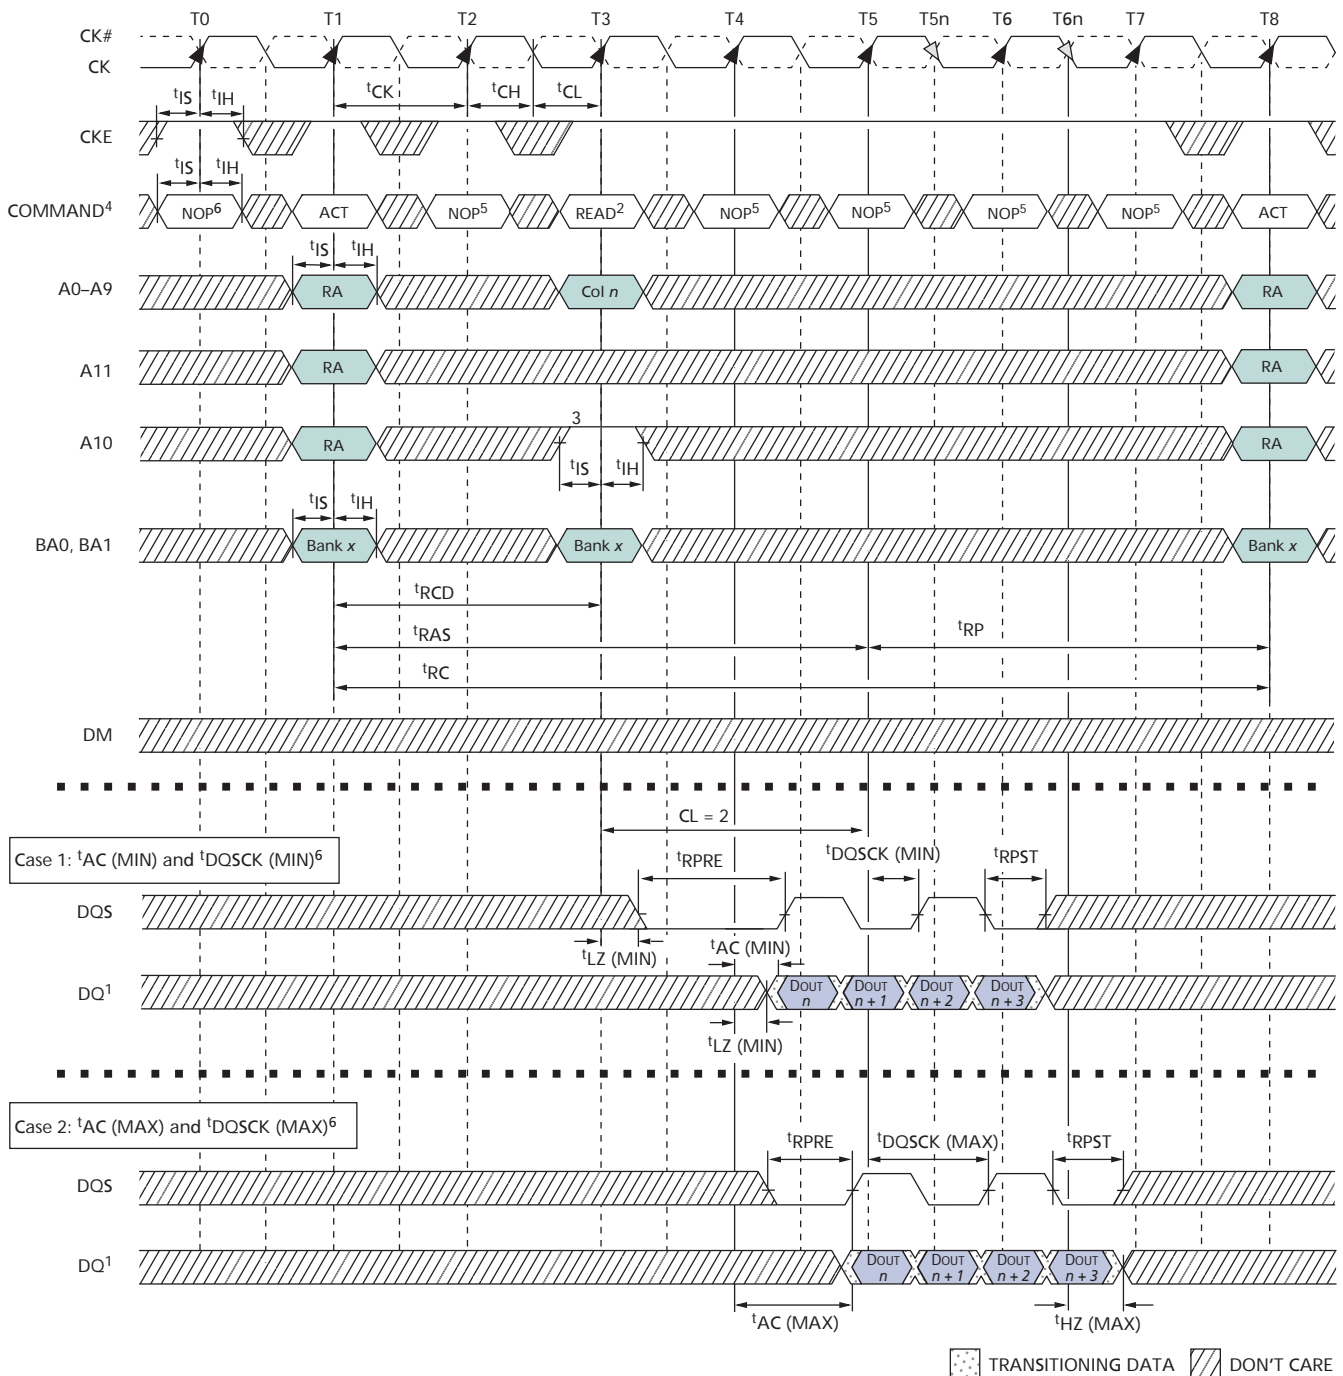 T0 T1 T2 T3 T4 T5 T5n T6 T6n T7 T8
CK#
CK
tIS tIH tCK tCH tCL
CKE
tIS tIH
COMMAND4 NOP6 ACT NOP5 READ2 NOP5 NOP5 NOP5 NOP5 ACT
tIS tIH
A0–A9 RA Col n RA
A11 RA RA
3
A10 RA RA
tIS tIH
tIS tIH
BA0, BA1 Bank x Bank x Bank x
tRCD
tRAS tRP
tRC
DM
CL = 2
Case 1: tAC (MIN) and tDQSCK (MIN)6
tRPRE tDQSCK (MIN) tRPST
DQS
tLZ (MIN) tAC (MIN)
DQ1 DOUT n DOUT n + 1 DOUT n + 2 DOUT n + 3
tLZ (MIN)
Case 2: tAC (MAX) and tDQSCK (MAX)6
tRPRE tDQSCK (MAX) tRPST
DQS
DQ1 DOUT n DOUT n + 1 DOUT n + 2 DOUT n + 3
tAC (MAX) tHZ (MAX)
TRANSITIONING DATA DON'T CARE